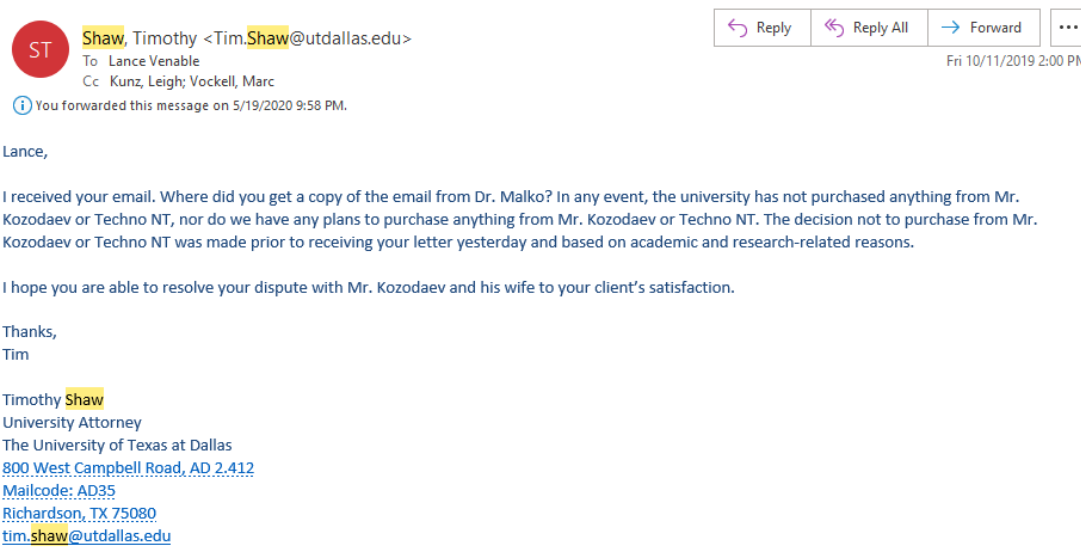 ST
Shaw, Timothy <Tim.Shaw@utdallas.edu>
To Lance Venable
Cc Kunz, Leigh; Vockell, Marc
Reply Reply All Forward ...
Fri 10/11/2019 2:00 PM
You forwarded this message on 5/19/2020 9:58 PM.
Lance,
I received your email. Where did you get a copy of the email from Dr. Malko? In any event, the university has not purchased anything from Mr.
Kozodaev or Techno NT, nor do we have any plans to purchase anything from Mr. Kozodaev or Techno NT. The decision not to purchase from Mr.
Kozodaev or Techno NT was made prior to receiving your letter yesterday and based on academic and research-related reasons.
I hope you are able to resolve your dispute with Mr. Kozodaev and his wife to your client's satisfaction.
Thanks,
Tim
Timothy Shaw
University Attorney
The University of Texas at Dallas
800 West Campbell Road, AD 2.412
Mailcode: AD35
Richardson, TX 75080
tim.shaw@utdallas.edu